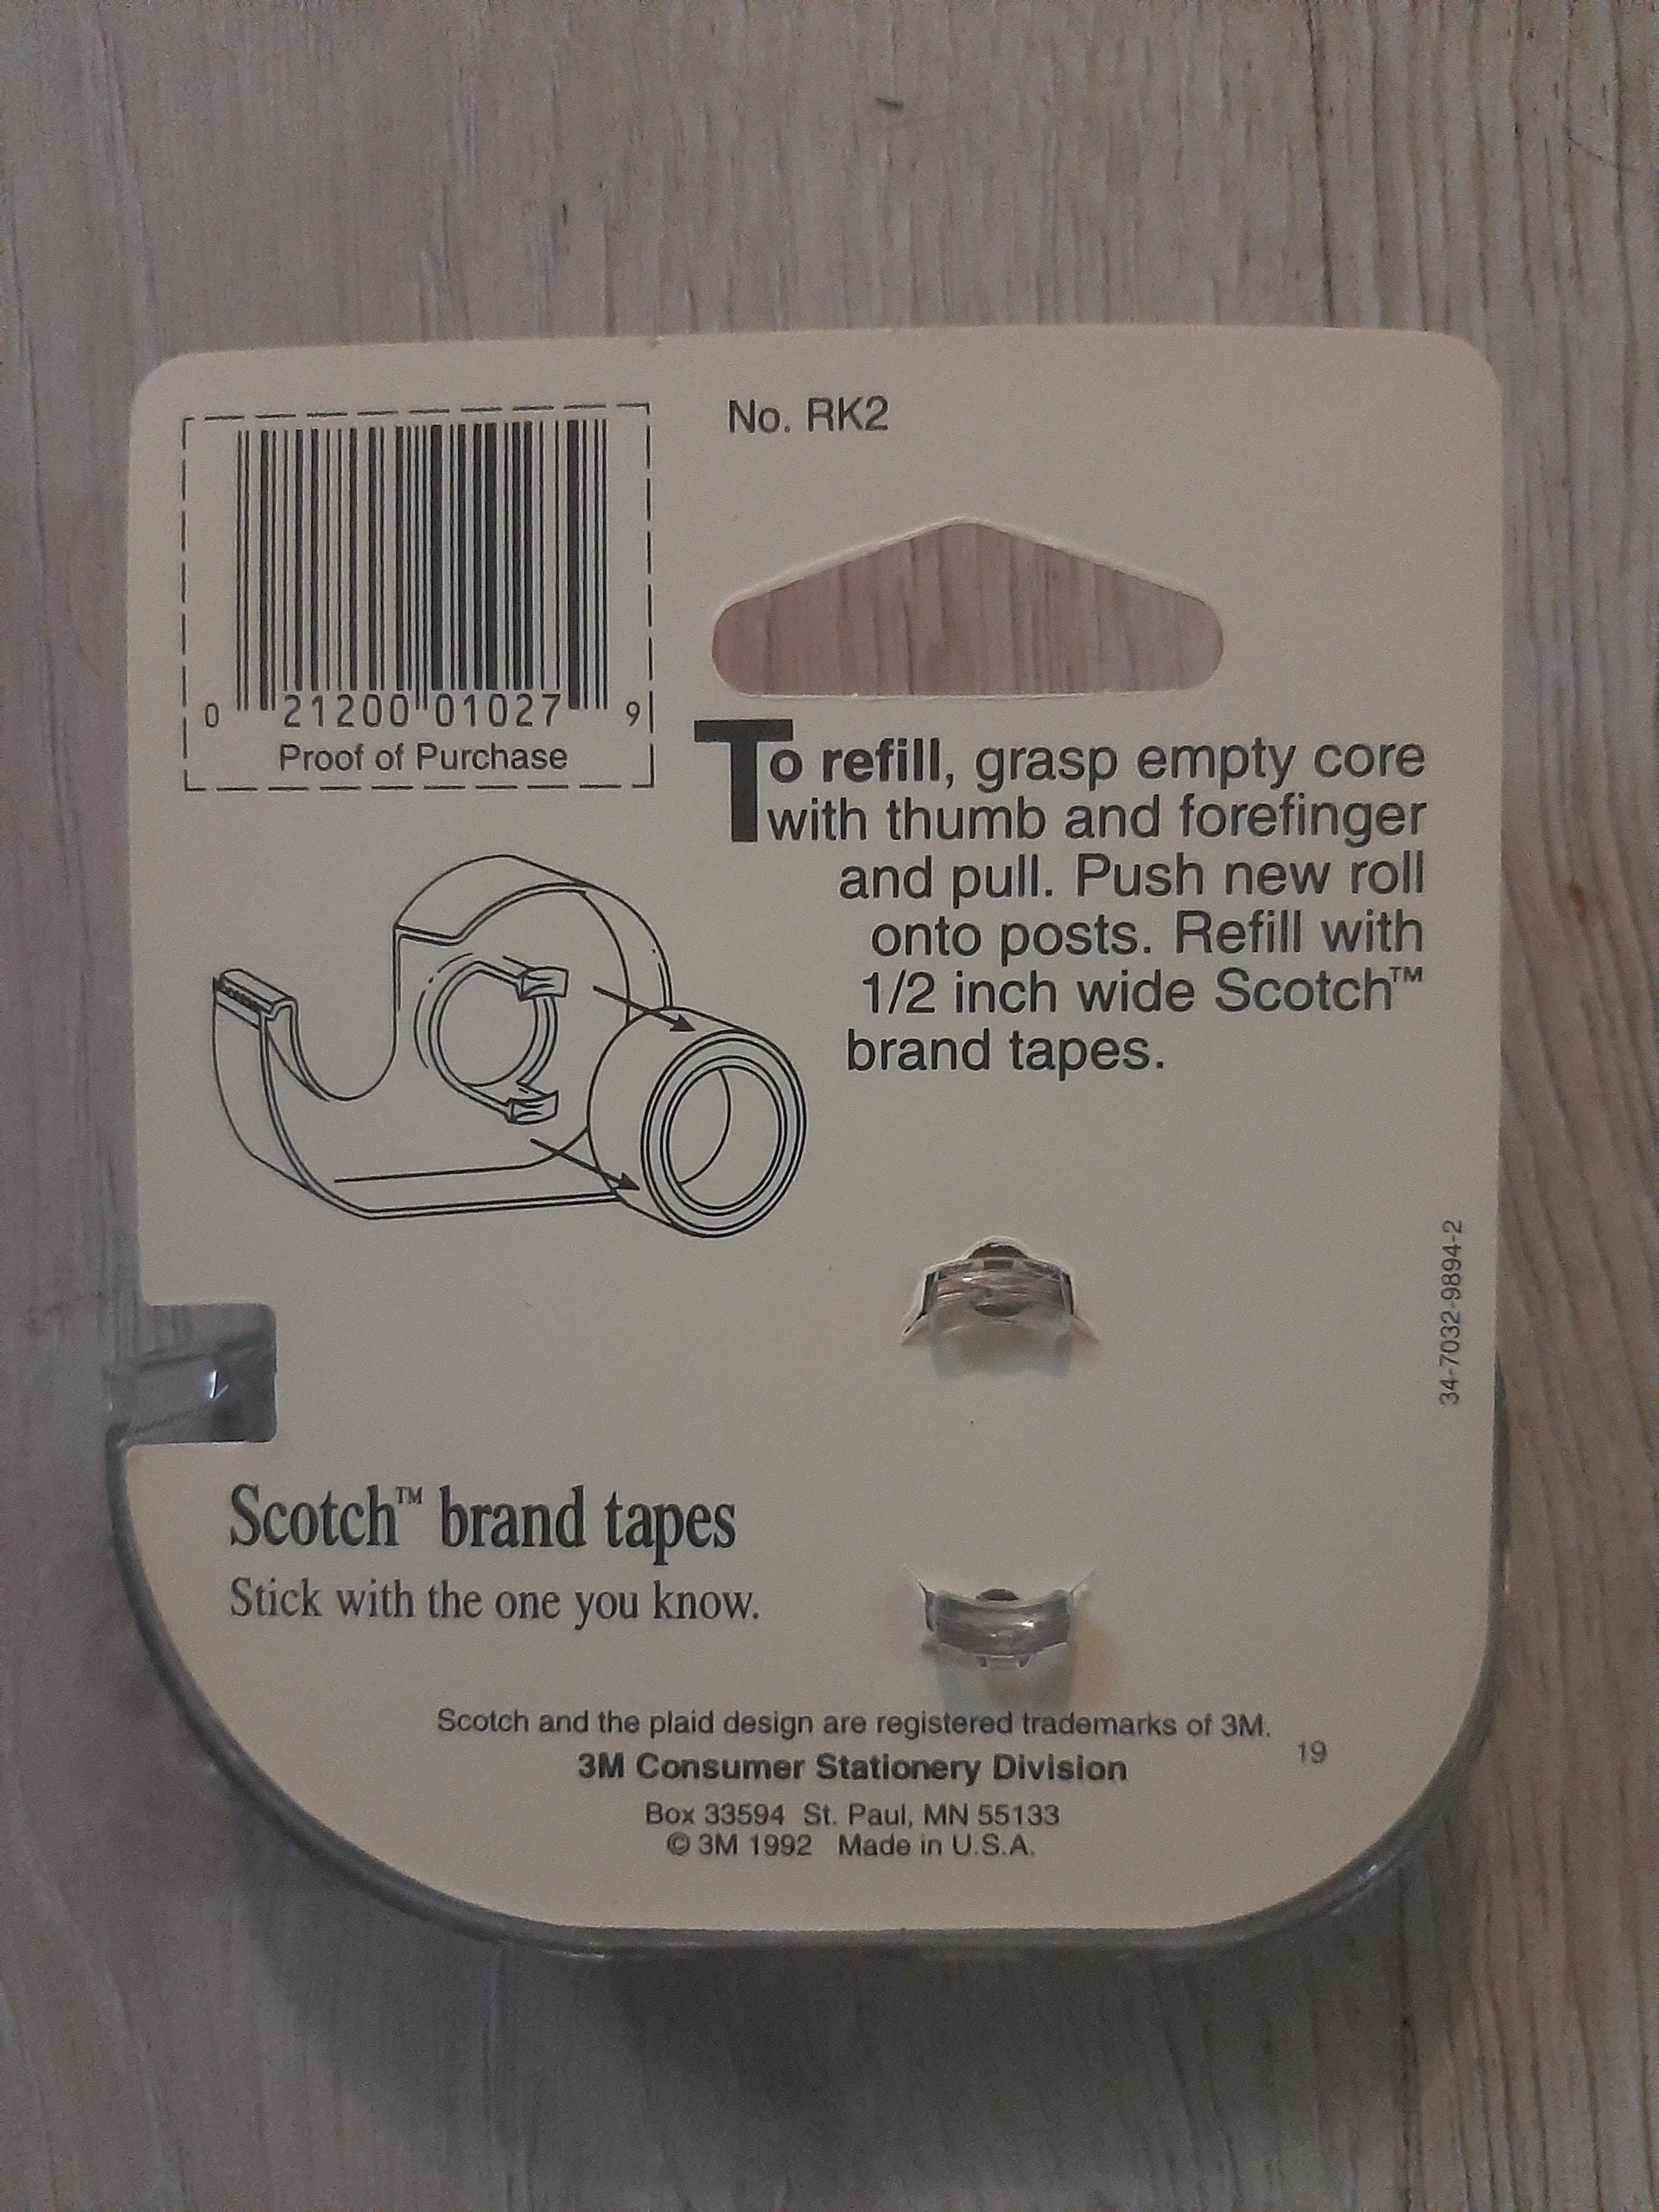 No. RK2
0 21200 01027 9
Proof of Purchase
To refill, grasp empty core
with thumb and forefinger
and pull. Push new roll
onto posts. Refill with
1/2 inch wide Scotch™
brand tapes.
34-7032-9894-2
Scotch™ brand tapes
Stick with the one you know.
Scotch and the plaid design are registered trademarks of 3M.
3M Consumer Stationery Division
19
Box 33594 St. Paul, MN 55133
© 3M 1992 Made in U.S.A.